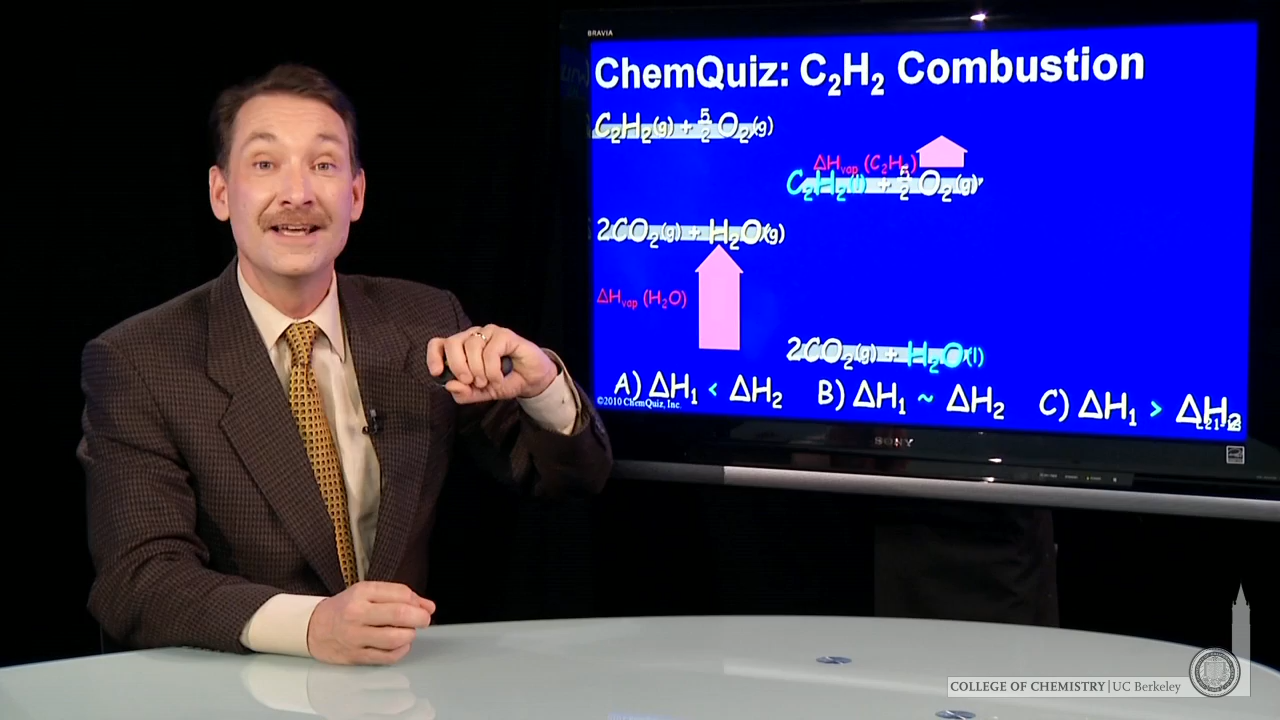 BRAVIA
ChemQuiz: C₂H₂ Combustion
C₂H₂(g) + 5/2 O₂(g)
ΔHvap (C₂H₂)
C₂H₂(l) + 5/2 O₂(g)
2CO₂(g) + H₂O(g)
ΔHvap (H₂O)
2CO₂(g) + H₂O(l)
A) ΔH₁ < ΔH₂ B) ΔH₁ ~ ΔH₂ C) ΔH₁ > ΔH₂
©2010 ChemQuiz, Inc.
SONY
COLLEGE OF CHEMISTRY | UC Berkeley